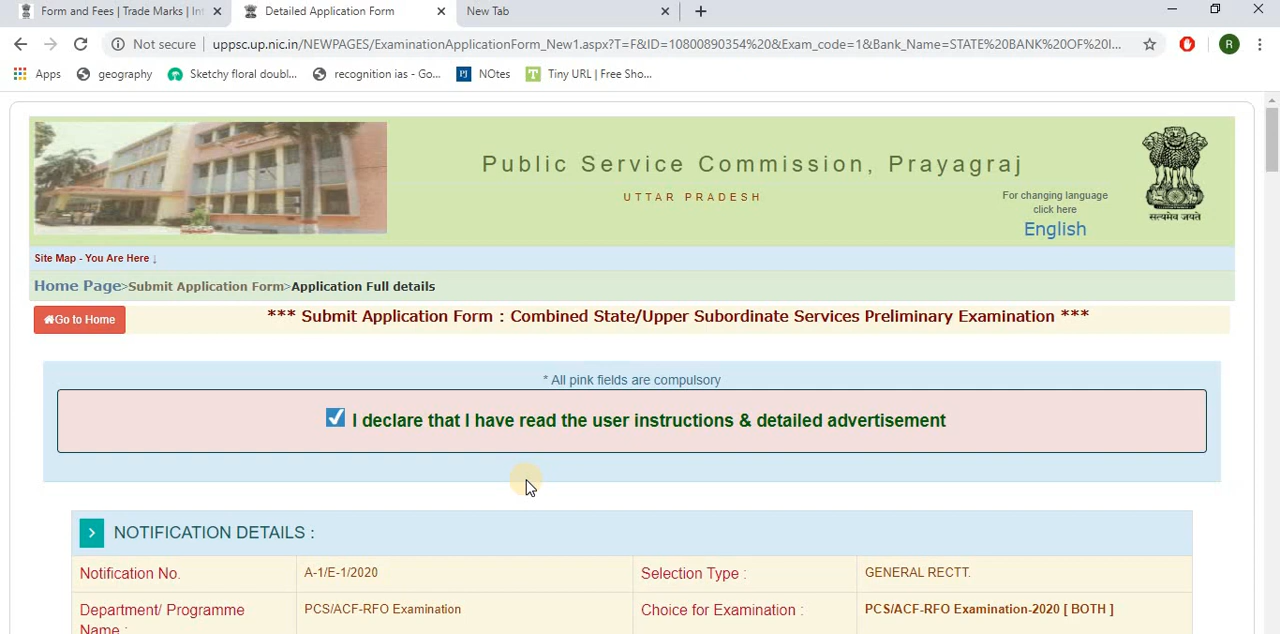 Form and Fees | Trade Marks | Int
Detailed Application Form
New Tab
Not secure
uppsc.up.nic.in/NEWPAGES/ExaminationApplicationForm_New1.aspx?T=F&ID=10800890354%20&Exam_code=1&Bank_Name=STATE%20BANK%20OF%20I...
R
Apps
geography
Sketchy floral doubl...
recognition ias - Go...
NOtes
T
Tiny URL | Free Sho...
Public Service Commission, Prayagraj
UTTAR PRADESH
For changing language
click here
English
सत्यमेव जयते
Site Map - You Are Here ↓
Home Page>Submit Application Form>Application Full details
Go to Home
*** Submit Application Form : Combined State/Upper Subordinate Services Preliminary Examination ***
* All pink fields are compulsory
I declare that I have read the user instructions & detailed advertisement
NOTIFICATION DETAILS :
Notification No.
A-1/E-1/2020
Selection Type :
GENERAL RECTT.
Department/ Programme
Name :
PCS/ACF-RFO Examination
Choice for Examination :
PCS/ACF-RFO Examination-2020 [ BOTH ]